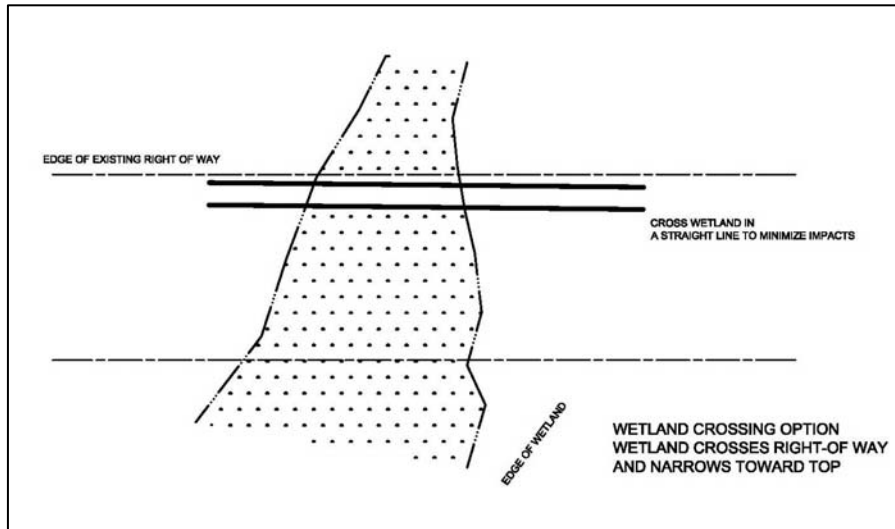 EDGE OF EXISTING RIGHT OF WAY
CROSS WETLAND IN
A STRAIGHT LINE TO MINIMIZE IMPACTS
EDGE OF WETLAND
WETLAND CROSSING OPTION
WETLAND CROSSES RIGHT-OF WAY
AND NARROWS TOWARD TOP